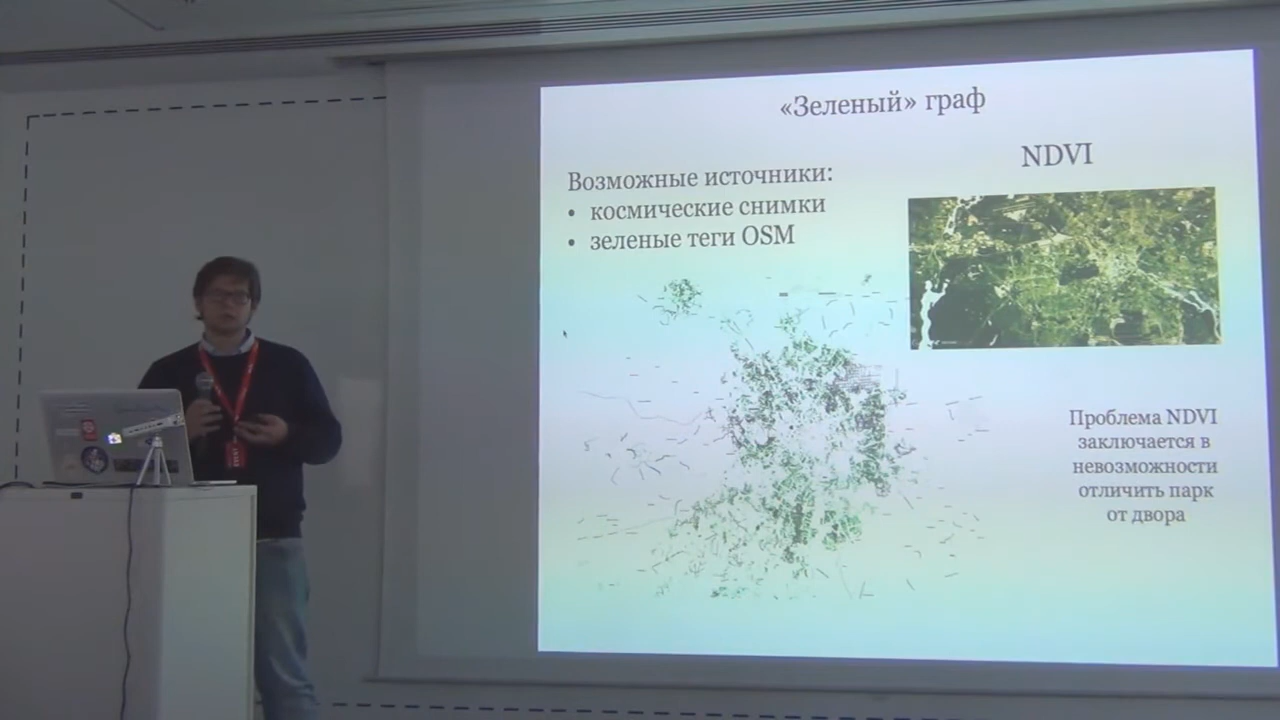 «Зеленый» граф
Возможные источники:
• космические снимки
• зеленые теги OSM
NDVI
Проблема NDVI
заключается в
невозможности
отличить парк
от двора